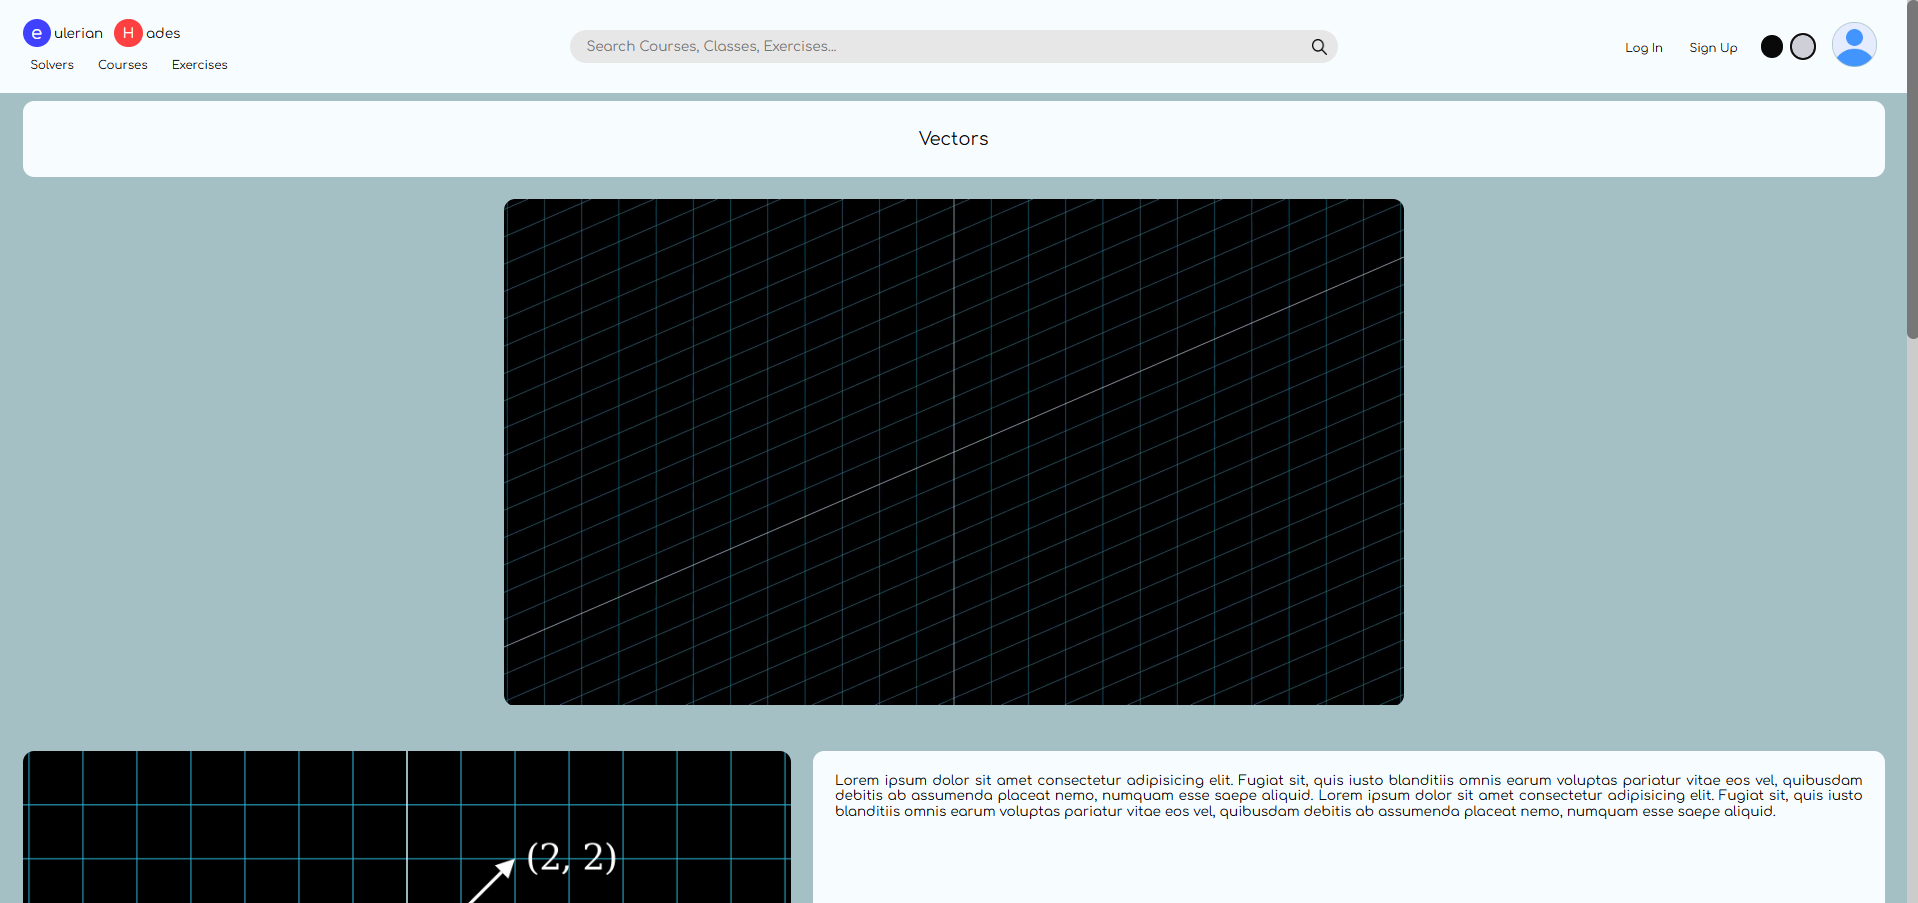 e ulerian H ades
Solvers Courses Exercises
Search Courses, Classes, Exercises...
Log In Sign Up
Vectors
(2, 2)
Lorem ipsum dolor sit amet consectetur adipisicing elit. Fugiat sit, quis iusto blanditiis omnis earum voluptas pariatur vitae eos vel, quibusdam
debitis ab assumenda placeat nemo, numquam esse saepe aliquid. Lorem ipsum dolor sit amet consectetur adipisicing elit. Fugiat sit, quis iusto
blanditiis omnis earum voluptas pariatur vitae eos vel, quibusdam debitis ab assumenda placeat nemo, numquam esse saepe aliquid.